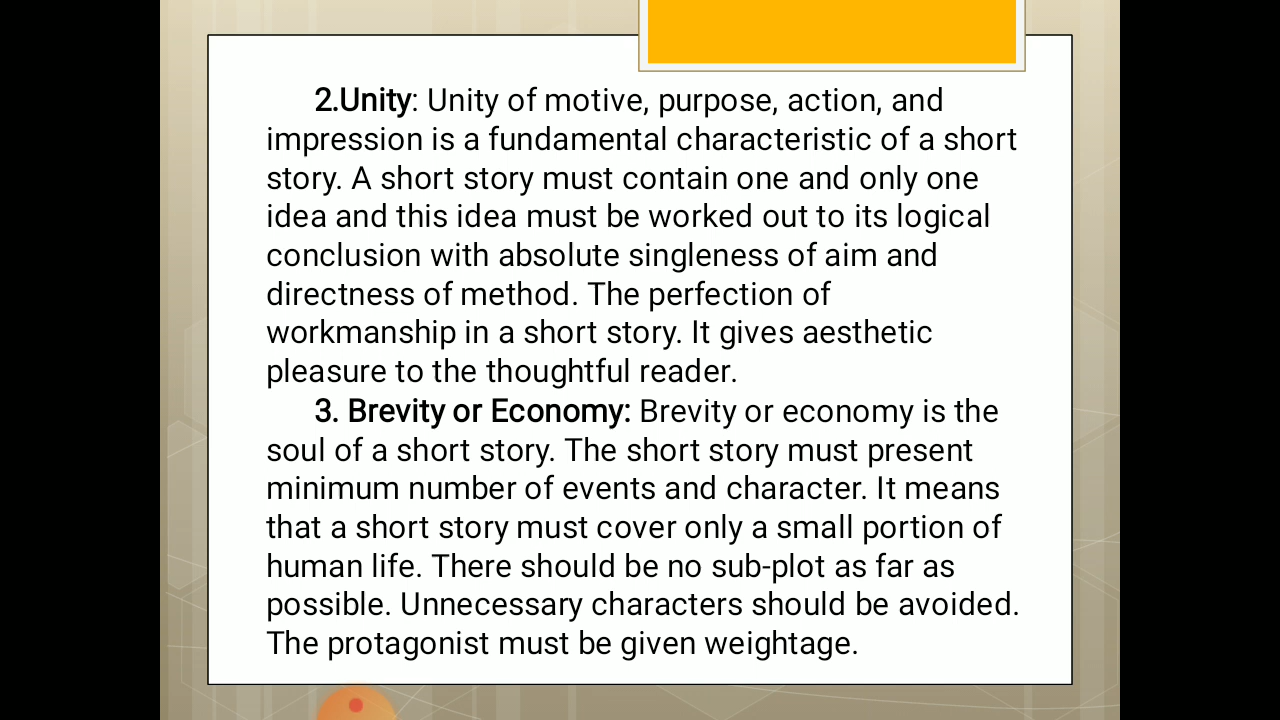 2.Unity: Unity of motive, purpose, action, and
impression is a fundamental characteristic of a short
story. A short story must contain one and only one
idea and this idea must be worked out to its logical
conclusion with absolute singleness of aim and
directness of method. The perfection of
workmanship in a short story. It gives aesthetic
pleasure to the thoughtful reader.
3. Brevity or Economy: Brevity or economy is the
soul of a short story. The short story must present
minimum number of events and character. It means
that a short story must cover only a small portion of
human life. There should be no sub-plot as far as
possible. Unnecessary characters should be avoided.
The protagonist must be given weightage.